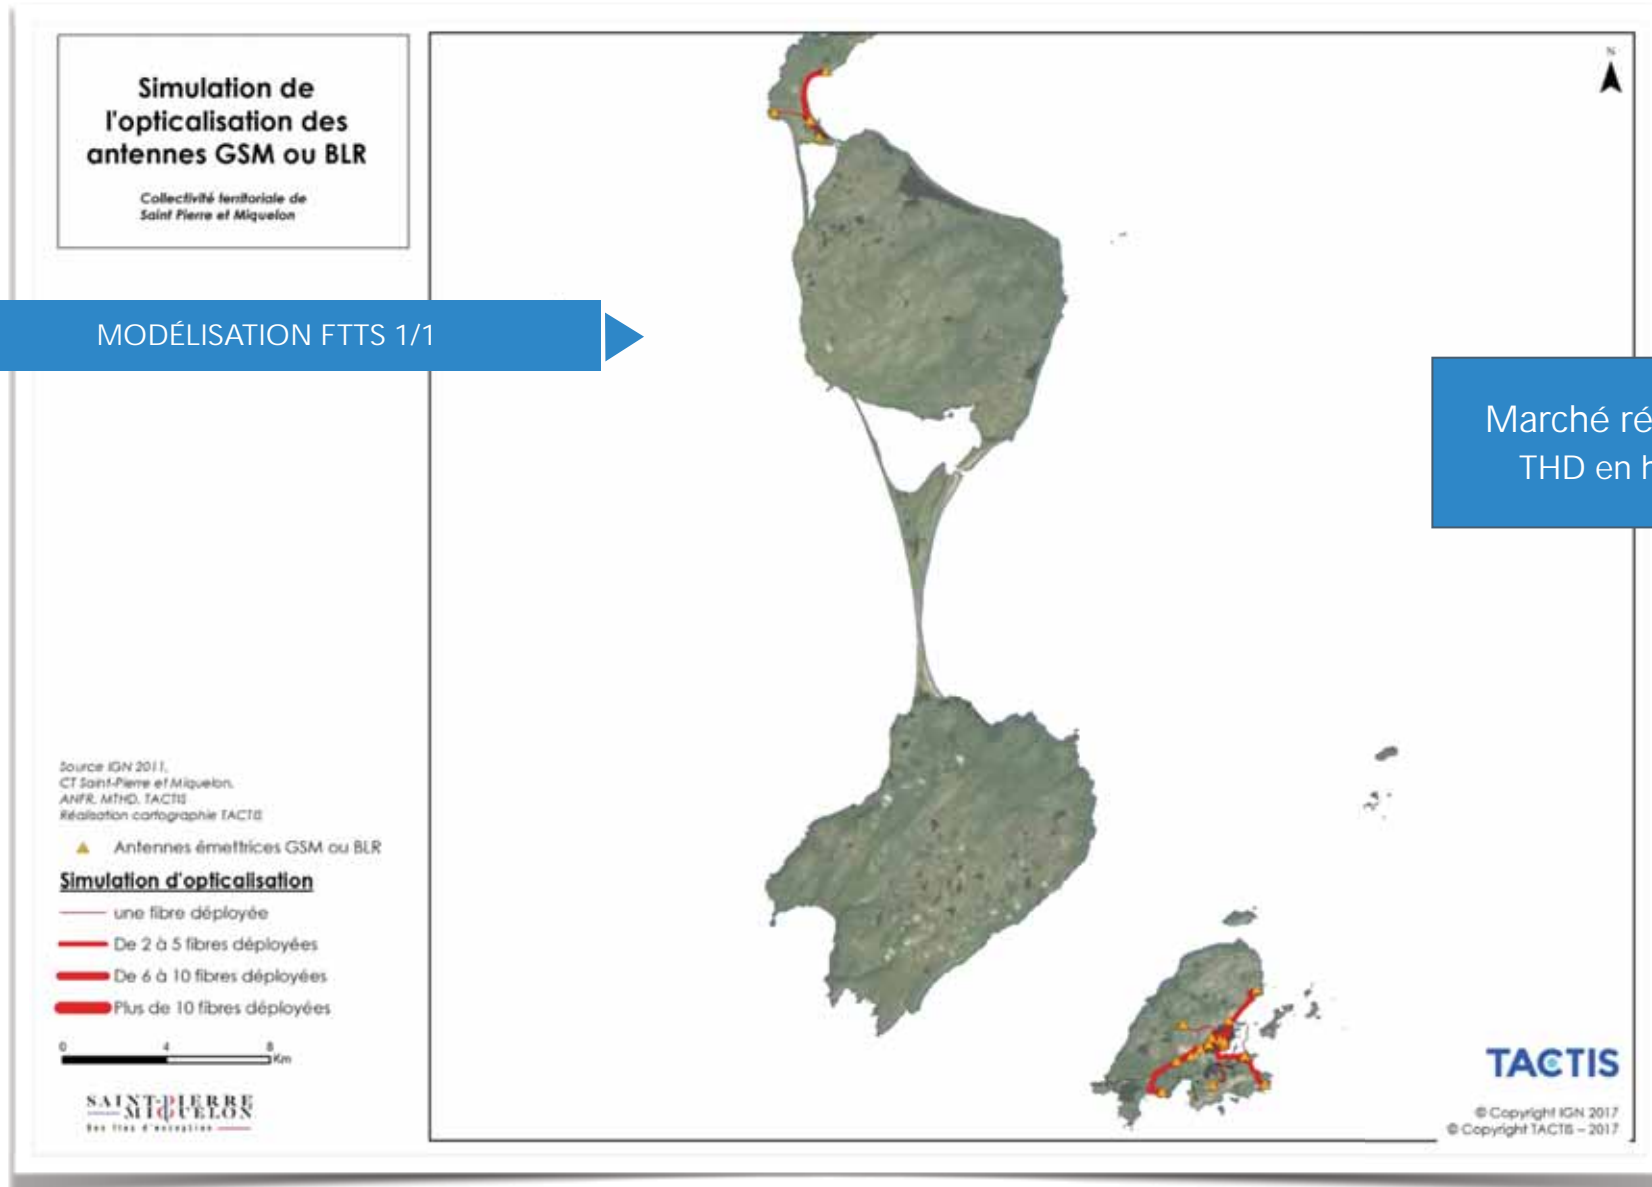 Simulation de
l'opticalisation des
antennes GSM ou BLR
Collectivité territoriale de
Saint Pierre et Miquelon
N
MODÉLISATION FTTS 1/1
Marché ré
THD en h
Source IGN 2011,
CT Saint-Pierre et Miquelon,
ANFR, MTHD, TACTIS
Réalisation cartographie TACTIS
Antennes émettrices GSM ou BLR
Simulation d'opticalisation
une fibre déployée
De 2 à 5 fibres déployées
De 6 à 10 fibres déployées
Plus de 10 fibres déployées
0 4 8
Km
SAINT-PIERRE
MIQUELON
Des îles d'exception
TACTIS
© Copyright IGN 2017
© Copyright TACTIS – 2017